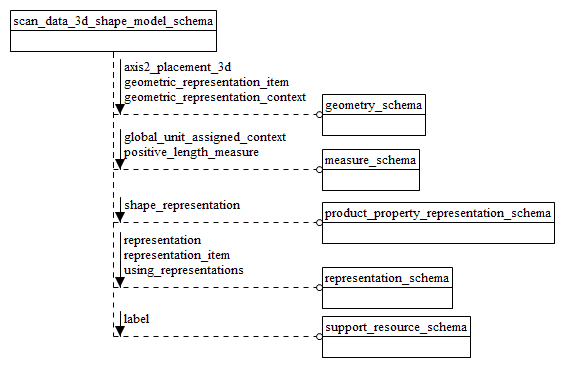 scan_data_3d_shape_model_schema
axis2_placement_3d
geometric_representation_item
geometric_representation_context
geometry_schema
global_unit_assigned_context
positive_length_measure
measure_schema
shape_representation
product_property_representation_schema
representation
representation_item
using_representations
representation_schema
label
support_resource_schema